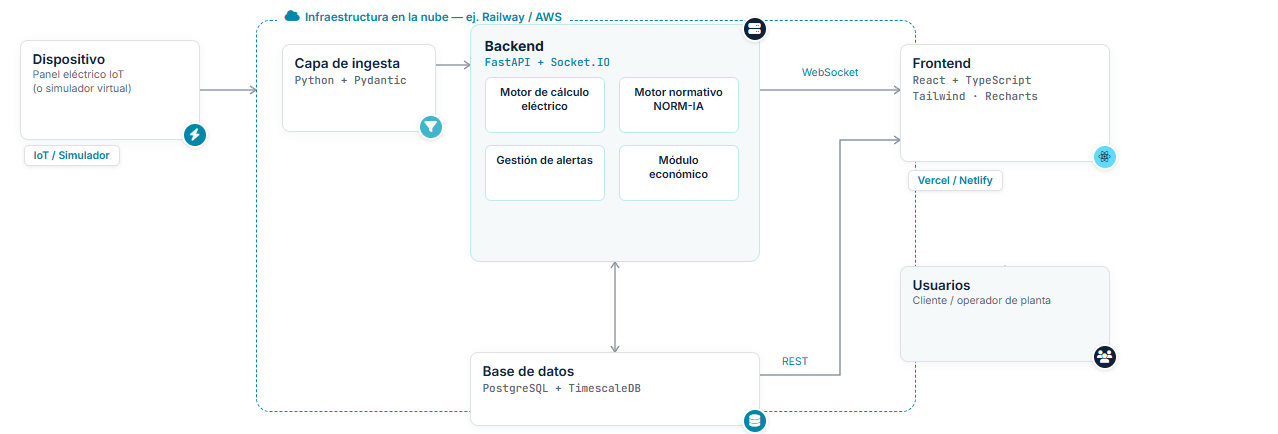 Infraestructura en la nube — ej. Railway / AWS
Dispositivo
Panel eléctrico IoT
(o simulador virtual)
IoT / Simulador
Capa de ingesta
Python + Pydantic
Backend
FastAPI + Socket.IO
Motor de cálculo
eléctrico
Motor normativo
NORM-IA
Gestión de alertas
Módulo
económico
WebSocket
Frontend
React + TypeScript
Tailwind · Recharts
Vercel / Netlify
Usuarios
Cliente / operador de planta
Base de datos
PostgreSQL + TimescaleDB
REST